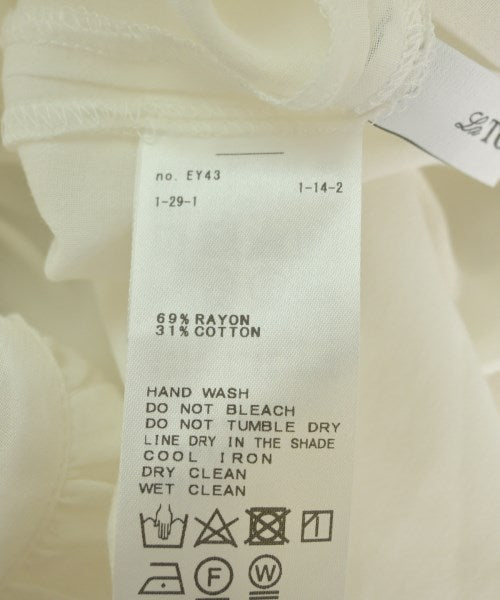 no. EY43
1-14-2
1-29-1
69% RAYON
31% COTTON
HAND WASH
DO NOT BLEACH
DO NOT TUMBLE DRY
LINE DRY IN THE SHADE
COOL IRON
DRY CLEAN
WET CLEAN
F
W